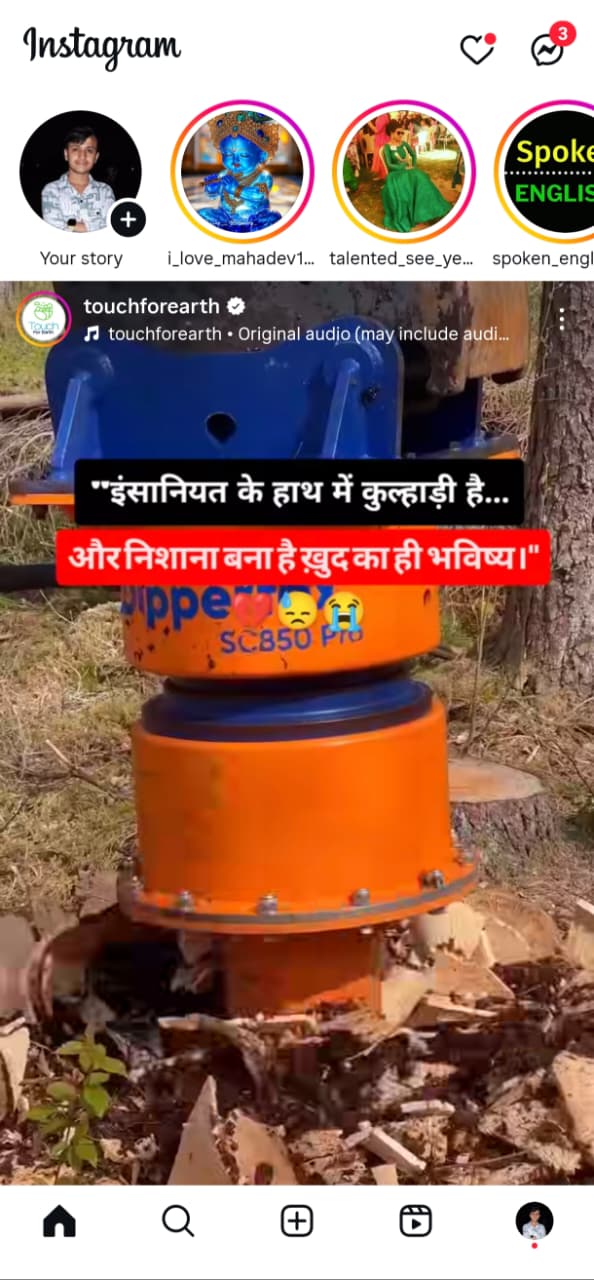 Instagram
3
Your story
i_love_mahadev1...
talented_see_ye...
Spoke
ENGLIS
spoken_engl
Touch
For Earth
touchforearth
touchforearth • Original audio (may include audi...
""इंसानियत के हाथ में कुल्हाड़ी है...
और निशाना बना है ख़ुद का ही भविष्य।"
SC850 Pro